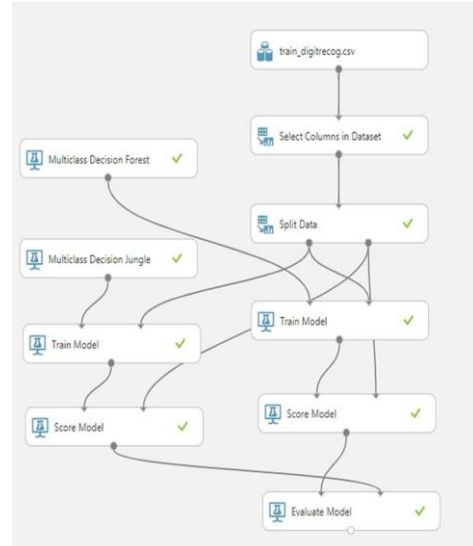 train_digitrecog.csv
Select Columns in Dataset
Multiclass Decision Forest
Split Data
Multiclass Decision Jungle
Train Model
Train Model
Score Model
Score Model
Evaluate Model